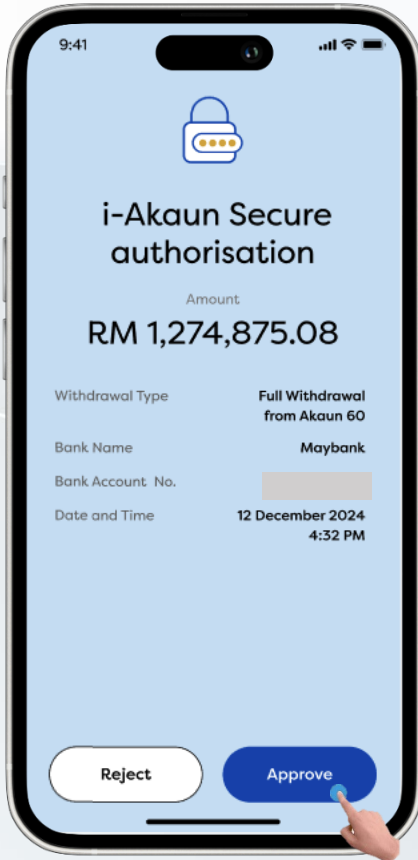 9:41
i-Akaun Secure
authorisation
Amount
RM 1,274,875.08
Withdrawal Type Full Withdrawal
from Akaun 60
Bank Name Maybank
Bank Account No.
Date and Time 12 December 2024
4:32 PM
Reject Approve